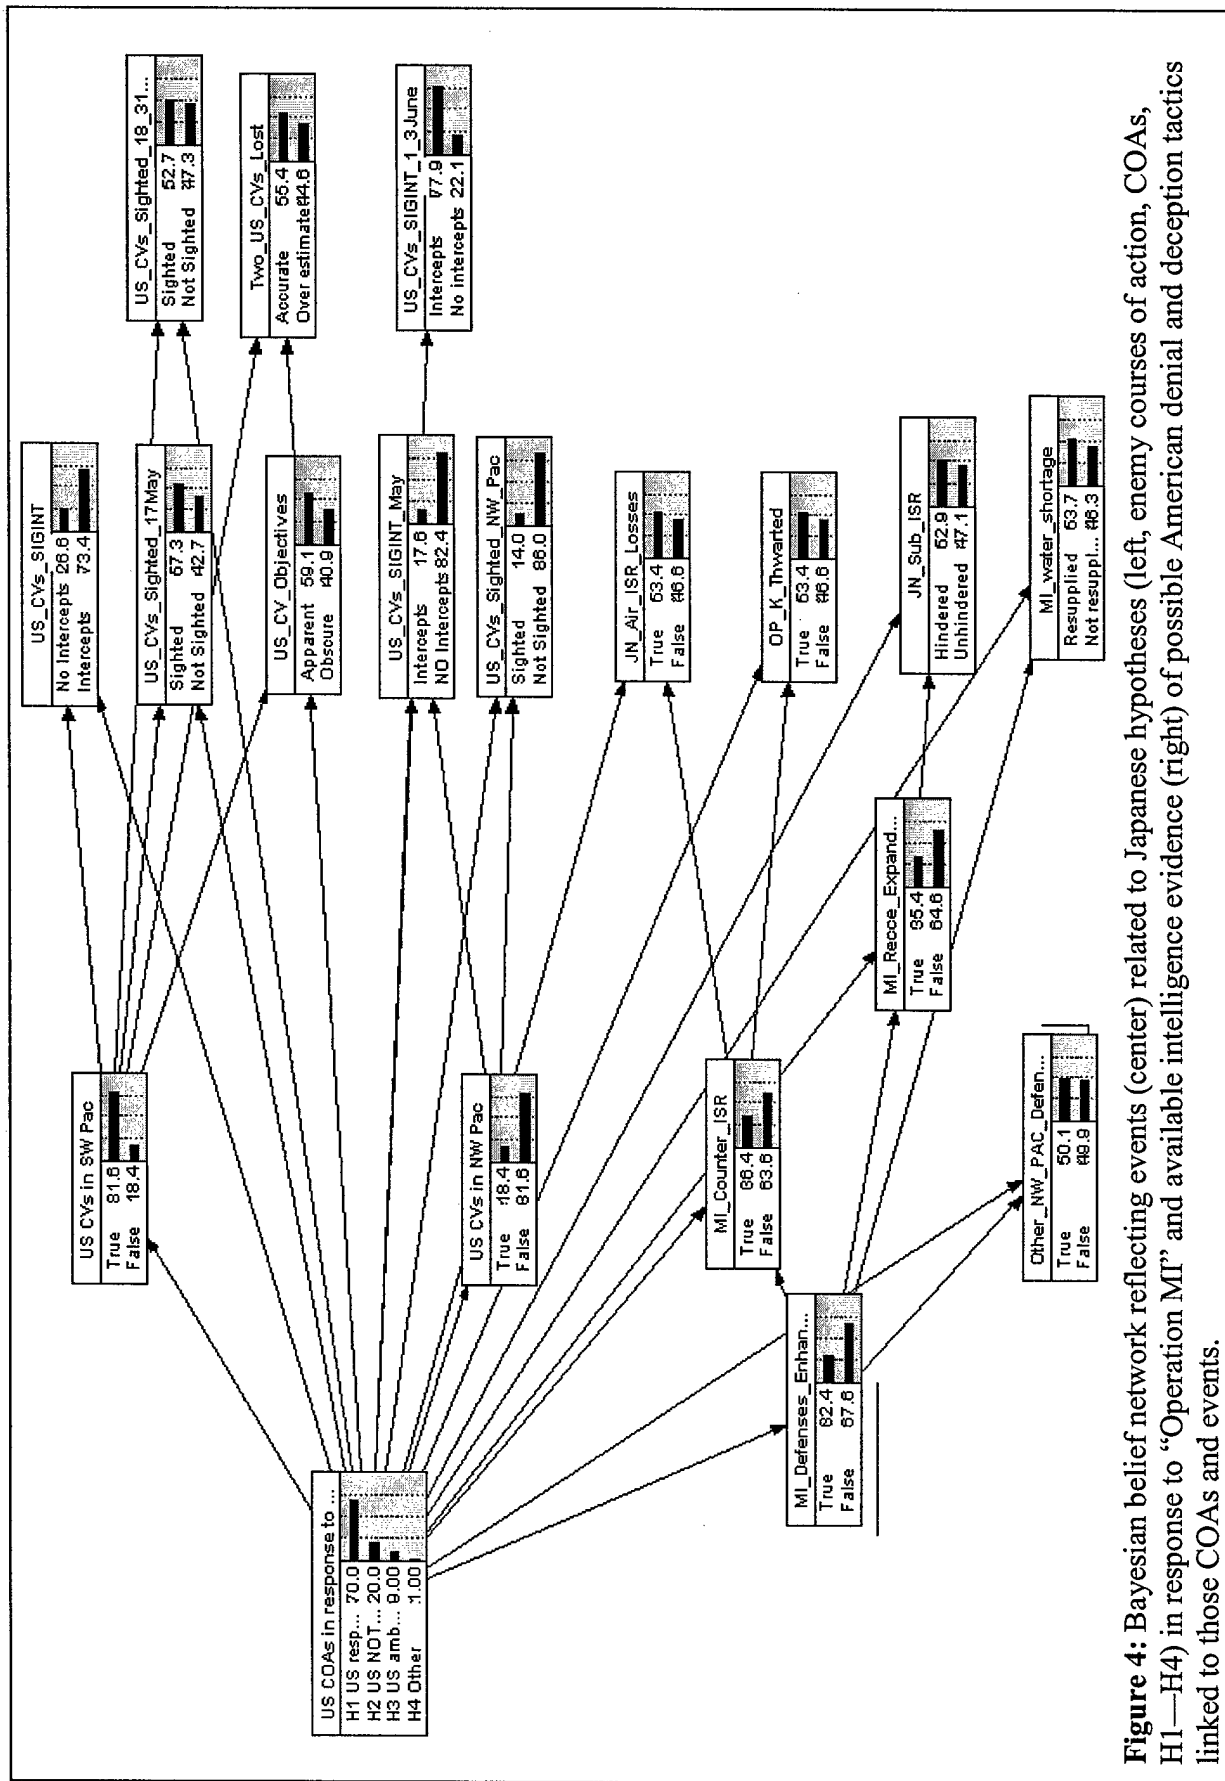 US COAs in response to ...
H1 US resp... 70.0
H2 US NOT... 20.0
H3 US amb... 9.00
H4 Other 1.00
US CVs in SW Pac
True 81.6
False 18.4
US CVs in NW Pac
True 18.4
False 81.6
MI_Defenses_Enhan...
True 32.4
False 67.6
MI_Counter_ISR
True 36.4
False 63.6
Other_NW_PAC_Defen...
True 50.1
False 49.9
MI_Recce_Expand...
True 35.4
False 64.6
US_CVs_SIGINT
No Intercepts 26.6
Intercepts 73.4
US_CVs_Sighted_17May
Sighted 57.3
Not Sighted 42.7
US_CV_Objectives
Apparent 59.1
Obscure 40.9
US_CVs_SIGINT_May
Intercepts 17.6
NO Intercepts 82.4
US_CVs_Sighted_NW_Pac
Sighted 14.0
Not Sighted 86.0
JN_Air_ISR_Losses
True 53.4
False 46.6
OP_K_Thwarted
True 53.4
False 46.6
JN_Sub_ISR
Hindered 52.9
Unhindered 47.1
MI_water_shortage
Resupplied 53.7
Not resuppl... 46.3
US_CVs_Sighted_18_31...
Sighted 52.7
Not Sighted 47.3
Two_US_CVs_Lost
Accurate 55.4
Over estimate 44.6
US_CVs_SIGINT_1_3June
Intercepts 77.9
No intercepts 22.1
Figure 4: Bayesian belief network reflecting events (center) related to Japanese hypotheses (left, enemy courses of action, COAs,
H1—H4) in response to “Operation MI” and available intelligence evidence (right) of possible American denial and deception tactics
linked to those COAs and events.